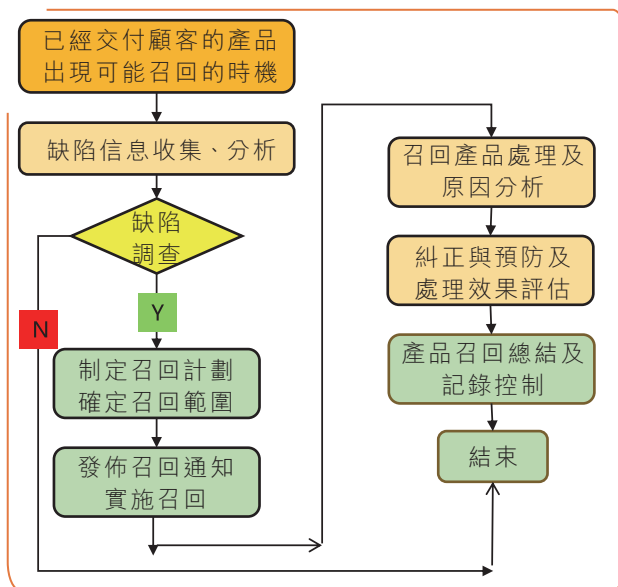 已經交付顧客的產品
出現可能召回的時機
缺陷信息收集、分析
缺陷
調查
Y
N
制定召回計劃
確定召回範圍
發佈召回通知
實施召回
召回產品處理及
原因分析
糾正與預防及
處理效果評估
產品召回總結及
記錄控制
結束